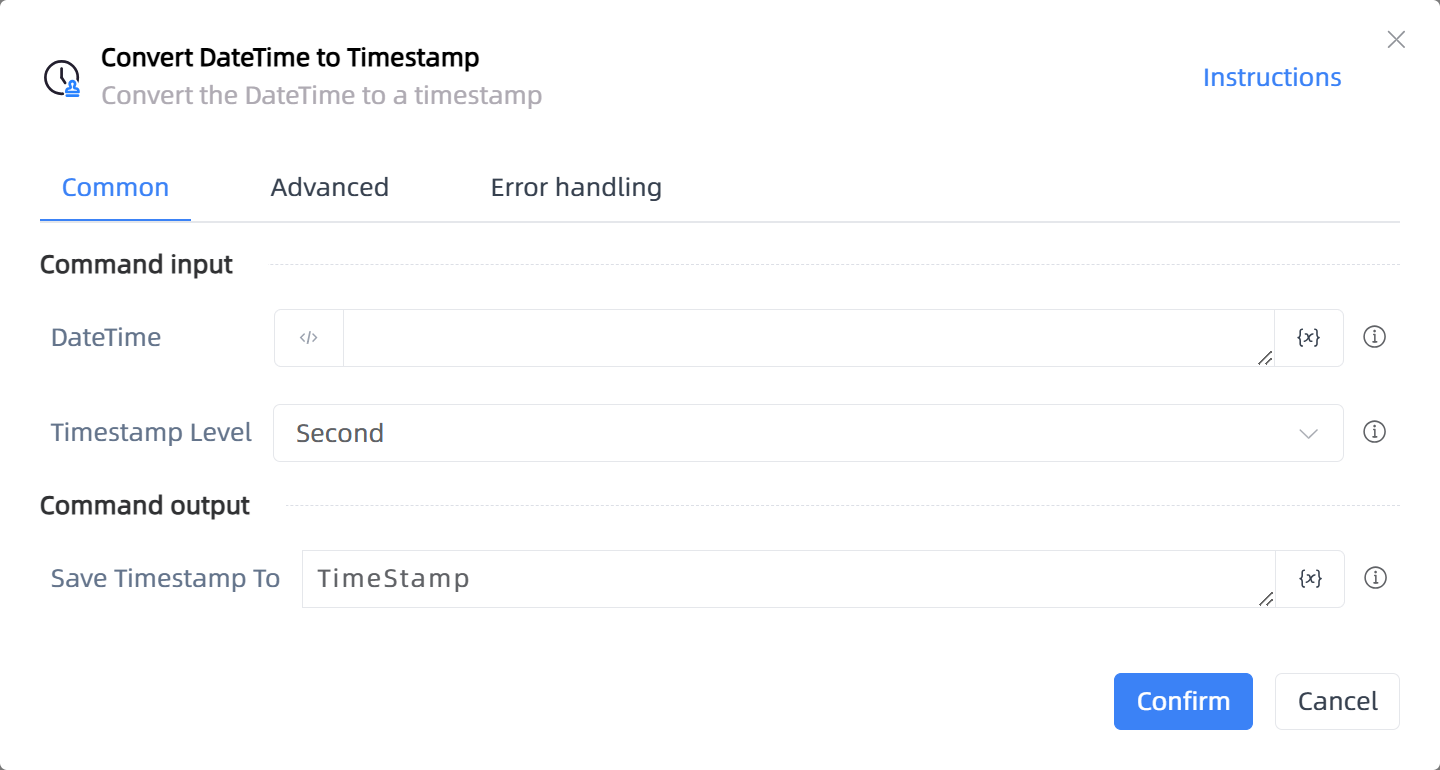 Convert DateTime to Timestamp
Convert the DateTime to a timestamp
Instructions
Common Advanced Error handling
Command input
DateTime </> {x}
Timestamp Level Second
Command output
Save Timestamp To TimeStamp {x}
Confirm Cancel